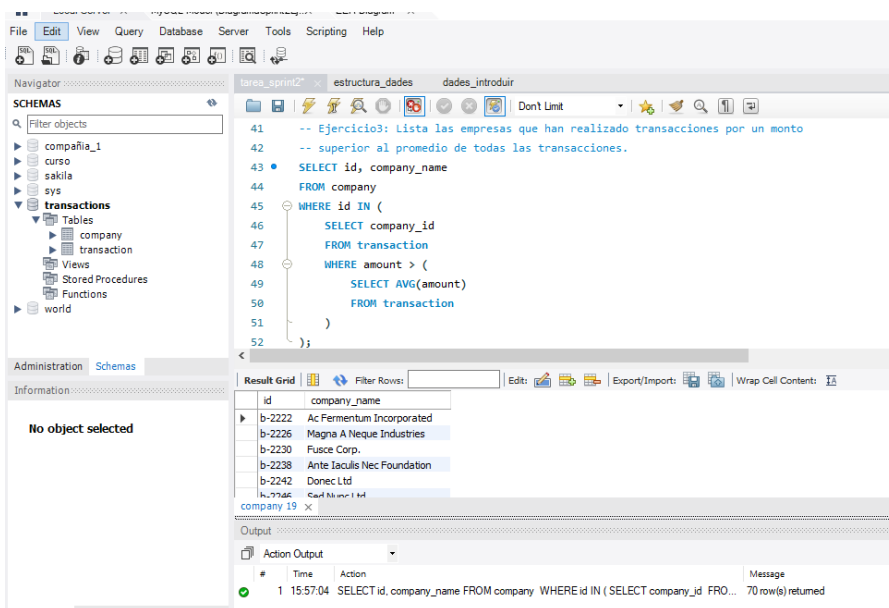 File Edit View Query Database Server Tools Scripting Help
Navigator
SCHEMAS
Filter objects
compañia_1
curso
sakila
sys
transactions
Tables
company
transaction
Views
Stored Procedures
Functions
world
Administration Schemas
Information
No object selected
tarea_sprint2* estructura_dades dades_introduir
Don't Limit
41 -- Ejercicio3: Lista las empresas que han realizado transacciones por un monto
42 -- superior al promedio de todas las transacciones.
43 SELECT id, company_name
44 FROM company
45 WHERE id IN (
46 SELECT company_id
47 FROM transaction
48 WHERE amount > (
49 SELECT AVG(amount)
50 FROM transaction
51 )
52 );
Result Grid Filter Rows: Edit: Export/Import: Wrap Cell Content:
id company_name
b-2222 Ac Fermentum Incorporated
b-2226 Magna A Neque Industries
b-2230 Fusce Corp.
b-2238 Ante Iaculis Nec Foundation
b-2242 Donec Ltd
b-2246 Sed Nunc Ltd
company 19
Output
Action Output
# Time Action Message
1 15:57:04 SELECT id, company_name FROM company WHERE id IN ( SELECT company_id FRO... 70 row(s) returned